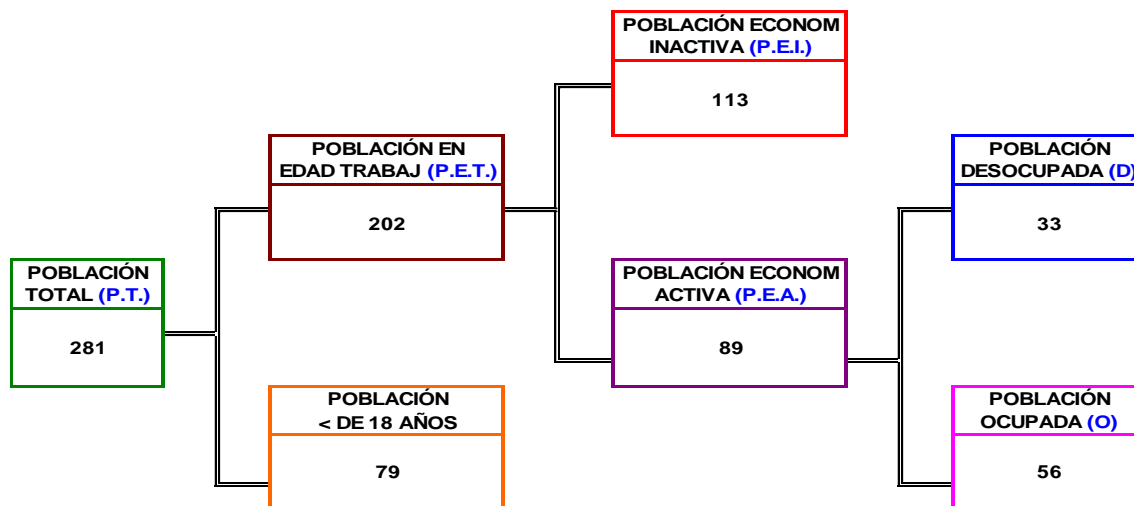 POBLACIÓN ECONOM
INACTIVA (P.E.I.)
113
POBLACIÓN EN
EDAD TRABAJ (P.E.T.)
202
POBLACIÓN
DESOCUPADA (D)
33
POBLACIÓN
TOTAL (P.T.)
281
POBLACIÓN ECONOM
ACTIVA (P.E.A.)
89
POBLACIÓN
< DE 18 AÑOS
79
POBLACIÓN
OCUPADA (O)
56